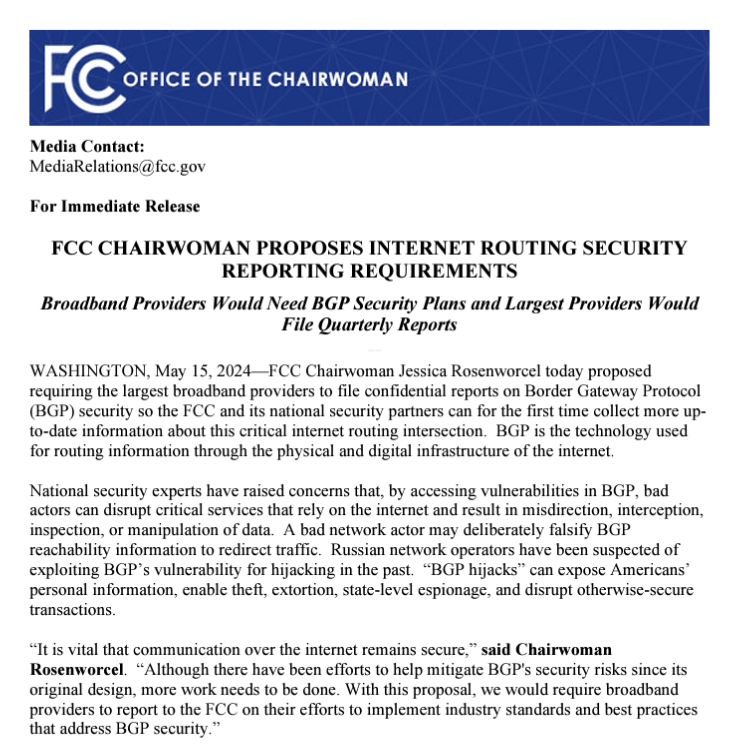 FCC OFFICE OF THE CHAIRWOMAN
Media Contact:
MediaRelations@fcc.gov
For Immediate Release
FCC CHAIRWOMAN PROPOSES INTERNET ROUTING SECURITY
REPORTING REQUIREMENTS
Broadband Providers Would Need BGP Security Plans and Largest Providers Would
File Quarterly Reports
WASHINGTON, May 15, 2024—FCC Chairwoman Jessica Rosenworcel today proposed
requiring the largest broadband providers to file confidential reports on Border Gateway Protocol
(BGP) security so the FCC and its national security partners can for the first time collect more up-
to-date information about this critical internet routing intersection.  BGP is the technology used
for routing information through the physical and digital infrastructure of the internet.
National security experts have raised concerns that, by accessing vulnerabilities in BGP, bad
actors can disrupt critical services that rely on the internet and result in misdirection, interception,
inspection, or manipulation of data.  A bad network actor may deliberately falsify BGP
reachability information to redirect traffic.  Russian network operators have been suspected of
exploiting BGP’s vulnerability for hijacking in the past.  “BGP hijacks” can expose Americans’
personal information, enable theft, extortion, state-level espionage, and disrupt otherwise-secure
transactions.
“It is vital that communication over the internet remains secure,” said Chairwoman
Rosenworcel.  “Although there have been efforts to help mitigate BGP's security risks since its
original design, more work needs to be done. With this proposal, we would require broadband
providers to report to the FCC on their efforts to implement industry standards and best practices
that address BGP security.”